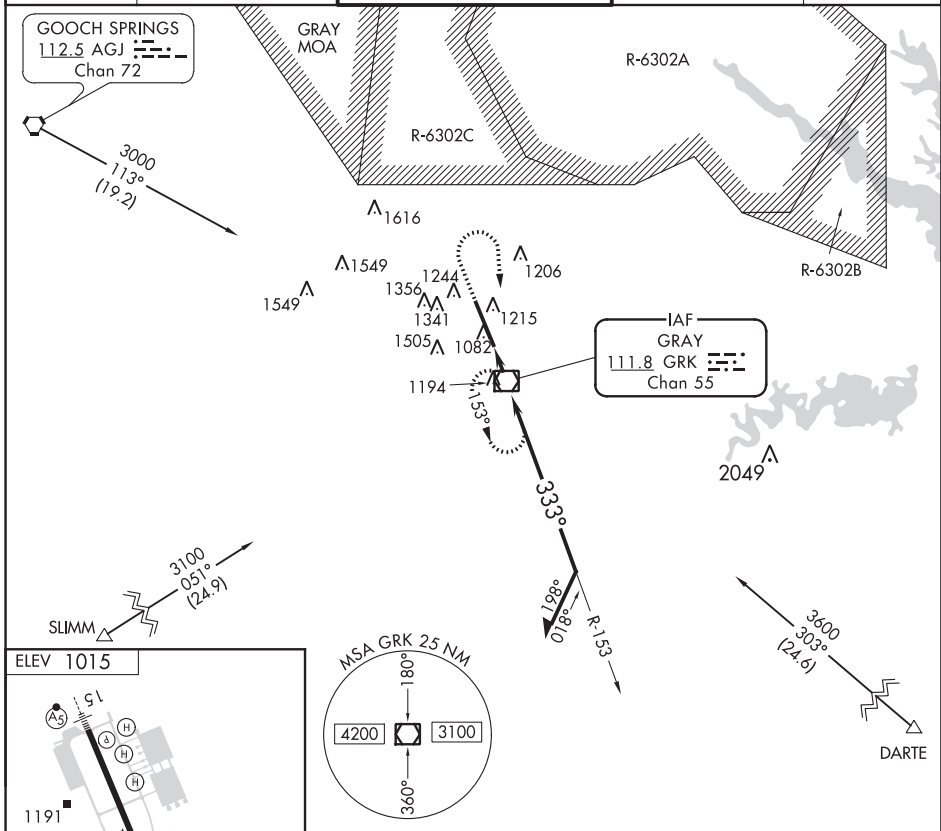 GOOCH SPRINGS
112.5 AGJ
Chan 72
GRAY
MOA
R-6302A
R-6302C
R-6302B
3000
113°
(19.2)
1616
1549
1549
1244
1356
1341
1206
1215
1505
1082
1194
153°
IAF
GRAY
111.8 GRK
Chan 55
2049
333°
198°
018°
R-153
3100
051°
(24.9)
SLIMM
3600
303°
(24.6)
DARTE
MSA GRK 25 NM
180°
4200
3100
360°
ELEV 1015
15
A5
H
P
H
H
1191